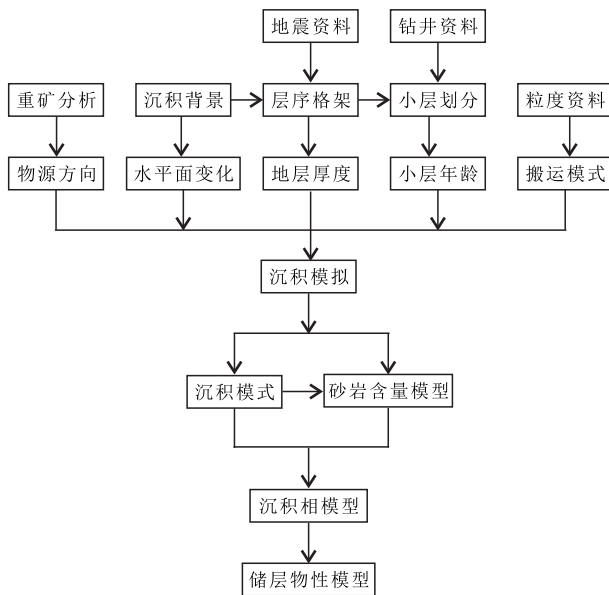 地震资料
钻井资料
重矿分析
沉积背景
层序格架
小层划分
粒度资料
物源方向
水平面变化
地层厚度
小层年龄
搬运模式
沉积模拟
沉积模式
砂岩含量模型
沉积相模型
储层物性模型